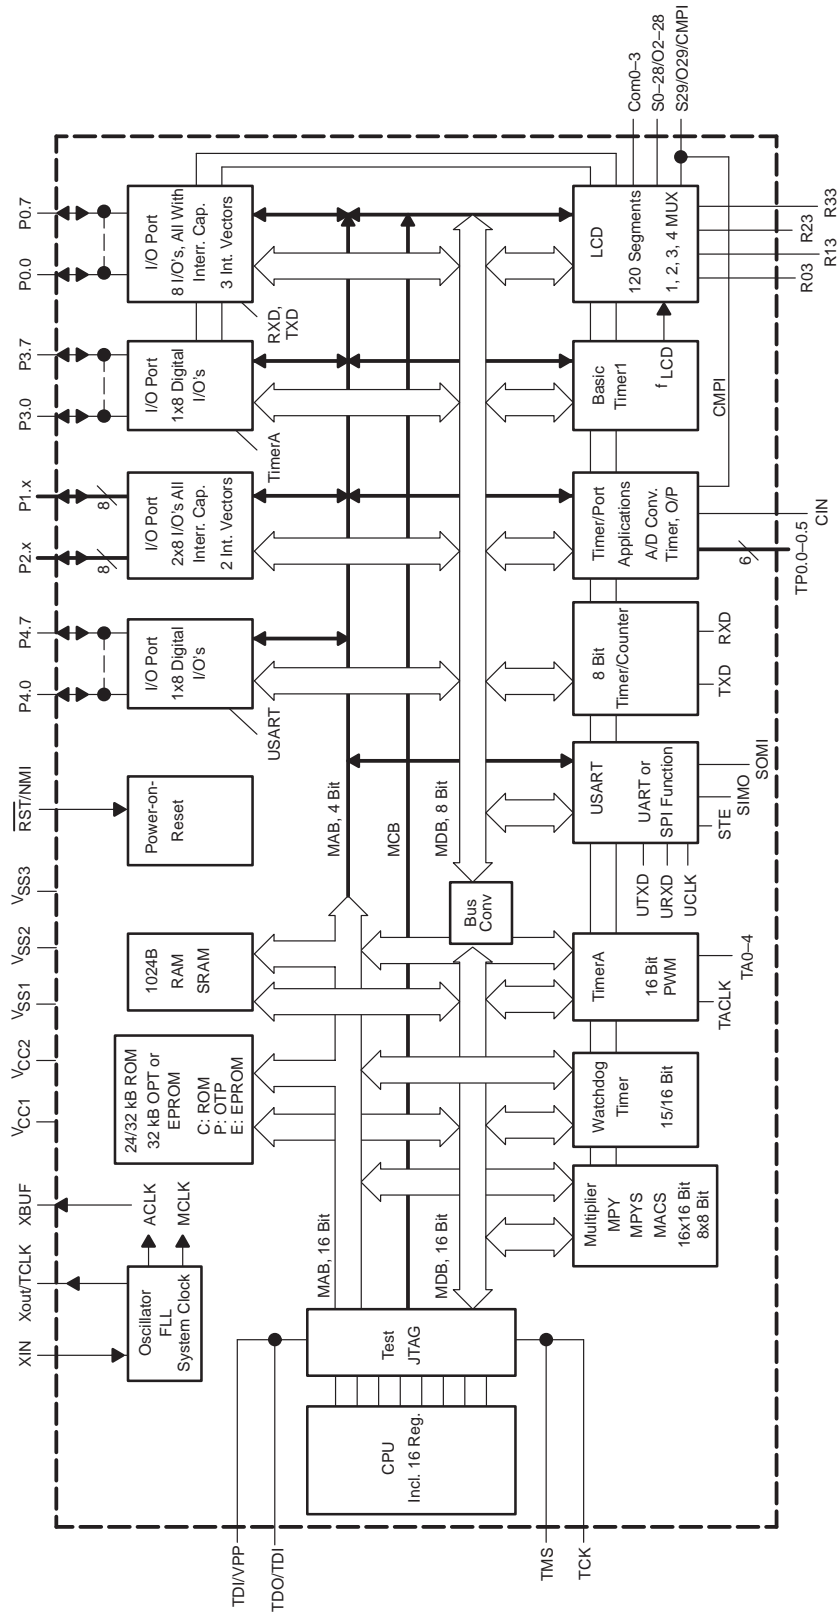 XIN
Xout/TCLK
XBUF
VCC1
VCC2
VSS1
VSS2
VSS3
RST/NMI
P4.0
P4.7
P2.x
P1.x
P3.0
P3.7
P0.0
P0.7
8
8
Oscillator
FLL
System Clock
ACLK
MCLK
24/32 kB ROM
32 kB OPT or
EPROM
C: ROM
P: OTP
E: EPROM
1024B
RAM
SRAM
Power-on-
Reset
I/O Port
1x8 Digital
I/O's
USART
I/O Port
2x8 I/O's All
Interr. Cap.
2 Int. Vectors
I/O Port
1x8 Digital
I/O's
TimerA
I/O Port
8 I/O's, All With
Interr. Cap.
3 Int. Vectors
RXD,
TXD
TDI/VPP
TDO/TDI
CPU
Incl. 16 Reg.
Test
JTAG
MAB, 16 Bit
MAB, 4 Bit
MCB
MDB, 16 Bit
Bus
Conv
MDB, 8 Bit
TMS
TCK
Multiplier
MPY
MPYS
MACS
16x16 Bit
8x8 Bit
Watchdog
Timer
15/16 Bit
TimerA
16 Bit
PWM
TACLK
TA0–4
USART
UART or
SPI Function
UTXD
URXD
UCLK
STE
SIMO
SOMI
8 Bit
Timer/Counter
TXD
RXD
Timer/Port
Applications
A/D Conv.
Timer, O/P
6
TP0.0–0.5
CIN
CMPI
Basic
Timer1
f LCD
LCD
120 Segments
1, 2, 3, 4 MUX
Com0–3
S0–28/O2–28
S29/O29/CMPI
R03
R13
R23
R33